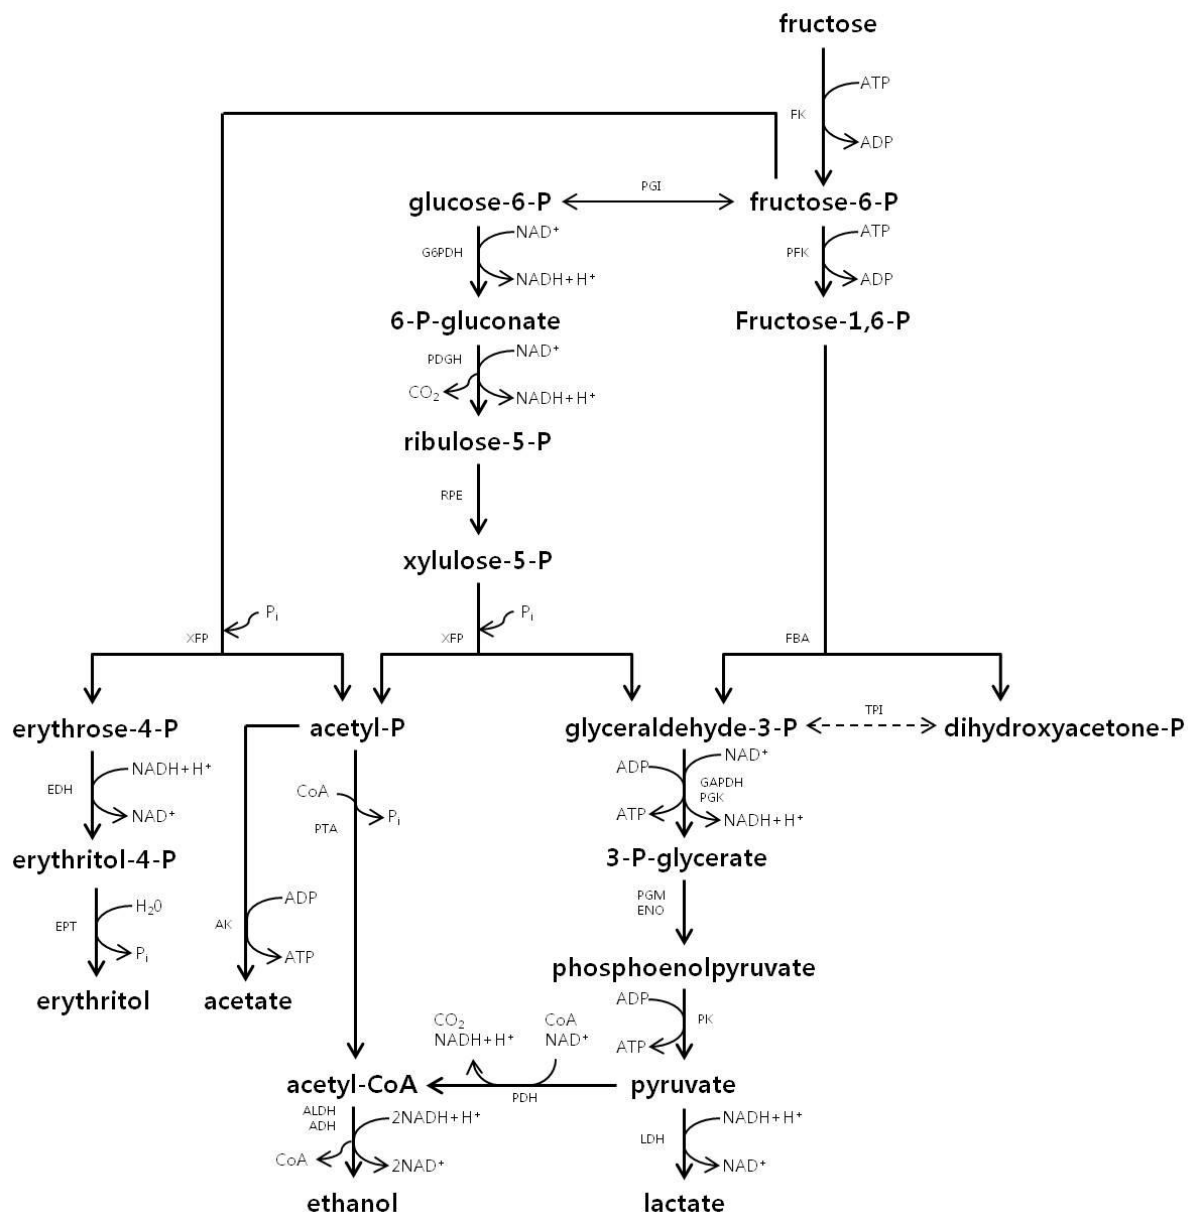 fructose
ATP
FK
ADP
glucose-6-P
PGI
fructose-6-P
NAD⁺
G6PDH
NADH+H⁺
ATP
PFK
ADP
6-P-gluconate
Fructose-1,6-P
NAD⁺
PDGH
CO₂
NADH+H⁺
ribulose-5-P
RPE
xylulose-5-P
Pᵢ
XFP
Pᵢ
XFP
FBA
erythrose-4-P
acetyl-P
glyceraldehyde-3-P
TPI
dihydroxyacetone-P
NADH+H⁺
EDH
NAD⁺
CoA
Pᵢ
PTA
ADP
NAD⁺
GAPDH
PGK
ATP
NADH+H⁺
erythritol-4-P
3-P-glycerate
H₂0
EPT
Pᵢ
ADP
AK
ATP
PGM
ENO
phosphoenolpyruvate
erythritol
acetate
ADP
PK
ATP
CO₂
NADH+H⁺
CoA
NAD⁺
acetyl-CoA
PDH
pyruvate
ALDH
ADH
2NADH+H⁺
CoA
2NAD⁺
NADH+H⁺
LDH
NAD⁺
ethanol
lactate